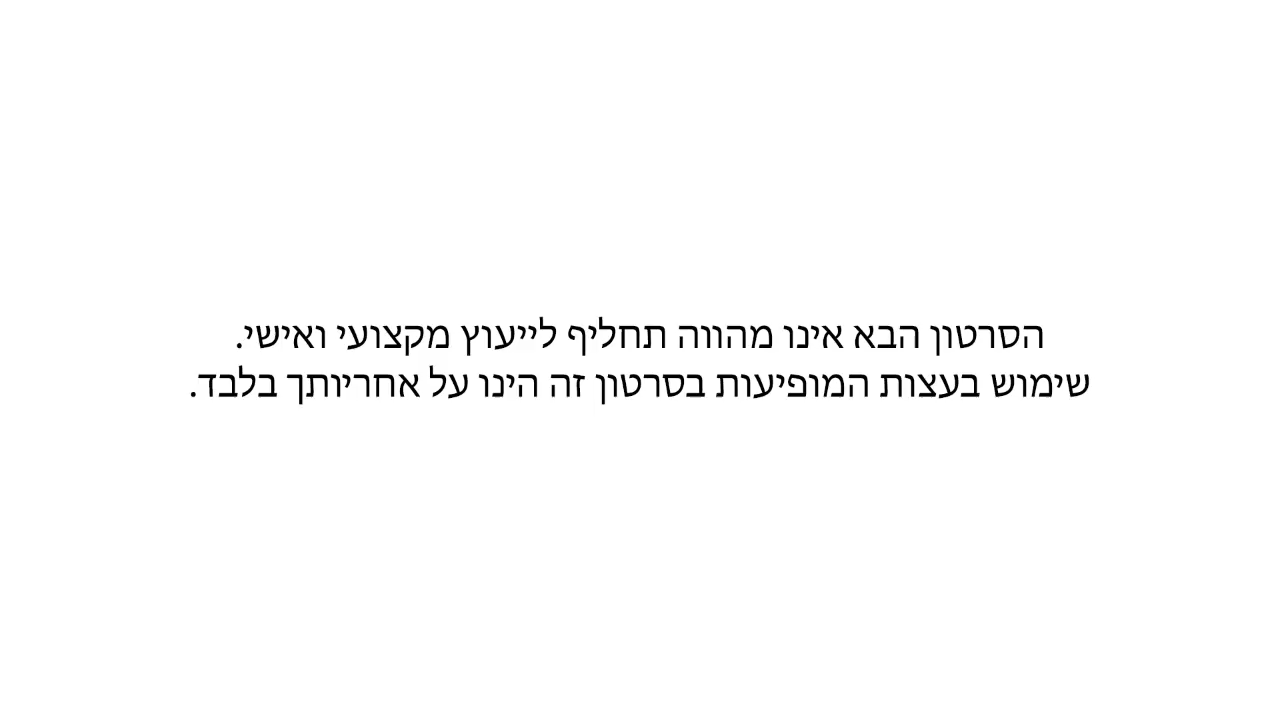 הסרטון הבא אינו מהווה תחליף לייעוץ מקצועי ואישי.
שימוש בעצות המופיעות בסרטון זה הינו על אחריותך בלבד.